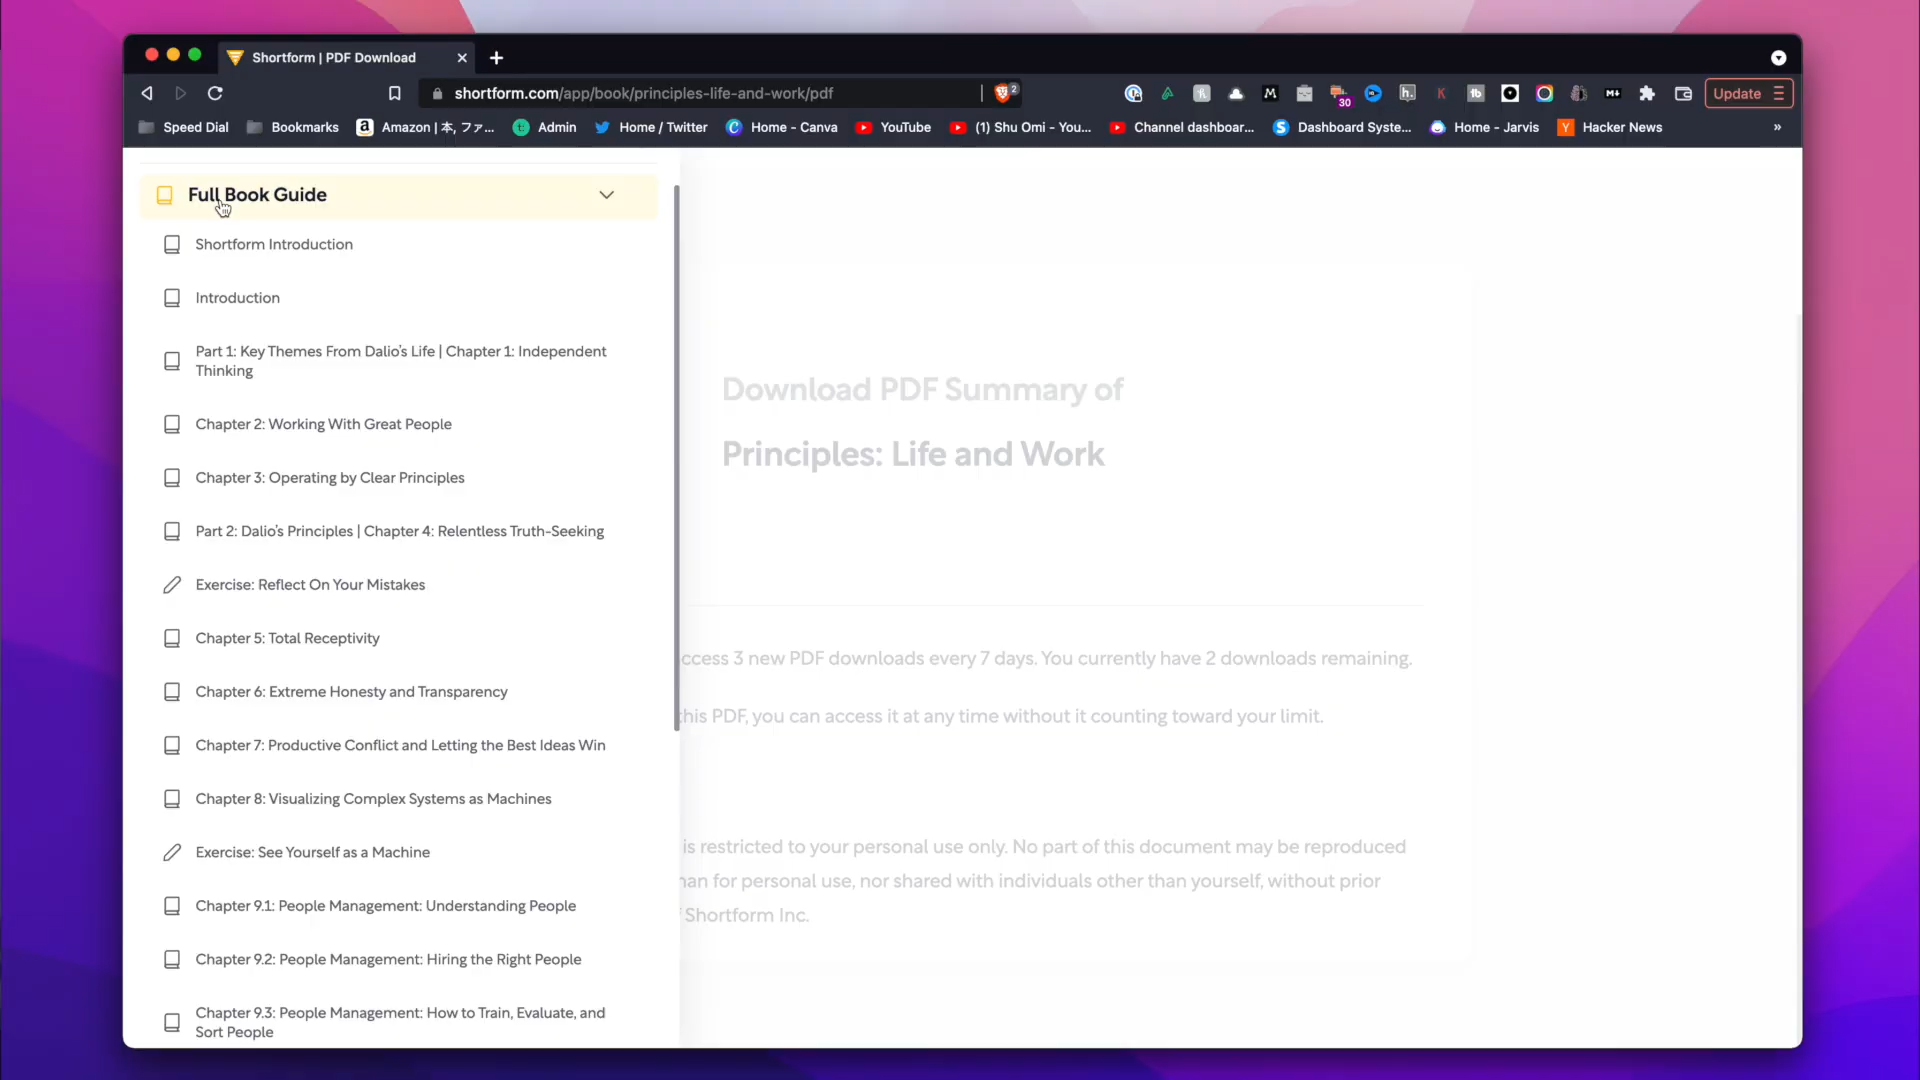 Shortform | PDF Download
shortform.com/app/book/principles-life-and-work/pdf
2
30
Update
Speed Dial
Bookmarks
Amazon | 本, ファ...
Admin
Home / Twitter
Home - Canva
YouTube
(1) Shu Omi - You...
Channel dashboar...
Dashboard Syste...
Home - Jarvis
Hacker News
»
Full Book Guide
Shortform Introduction
Introduction
Part 1: Key Themes From Dalio's Life | Chapter 1: Independent
Thinking
Chapter 2: Working With Great People
Chapter 3: Operating by Clear Principles
Part 2: Dalio's Principles | Chapter 4: Relentless Truth-Seeking
Exercise: Reflect On Your Mistakes
Chapter 5: Total Receptivity
Chapter 6: Extreme Honesty and Transparency
Chapter 7: Productive Conflict and Letting the Best Ideas Win
Chapter 8: Visualizing Complex Systems as Machines
Exercise: See Yourself as a Machine
Chapter 9.1: People Management: Understanding People
Chapter 9.2: People Management: Hiring the Right People
Chapter 9.3: People Management: How to Train, Evaluate, and
Sort People
Download PDF Summary of
Principles: Life and Work
ccess 3 new PDF downloads every 7 days. You currently have 2 downloads remaining.
this PDF, you can access it at any time without it counting toward your limit.
is restricted to your personal use only. No part of this document may be reproduced
han for personal use, nor shared with individuals other than yourself, without prior
f Shortform Inc.